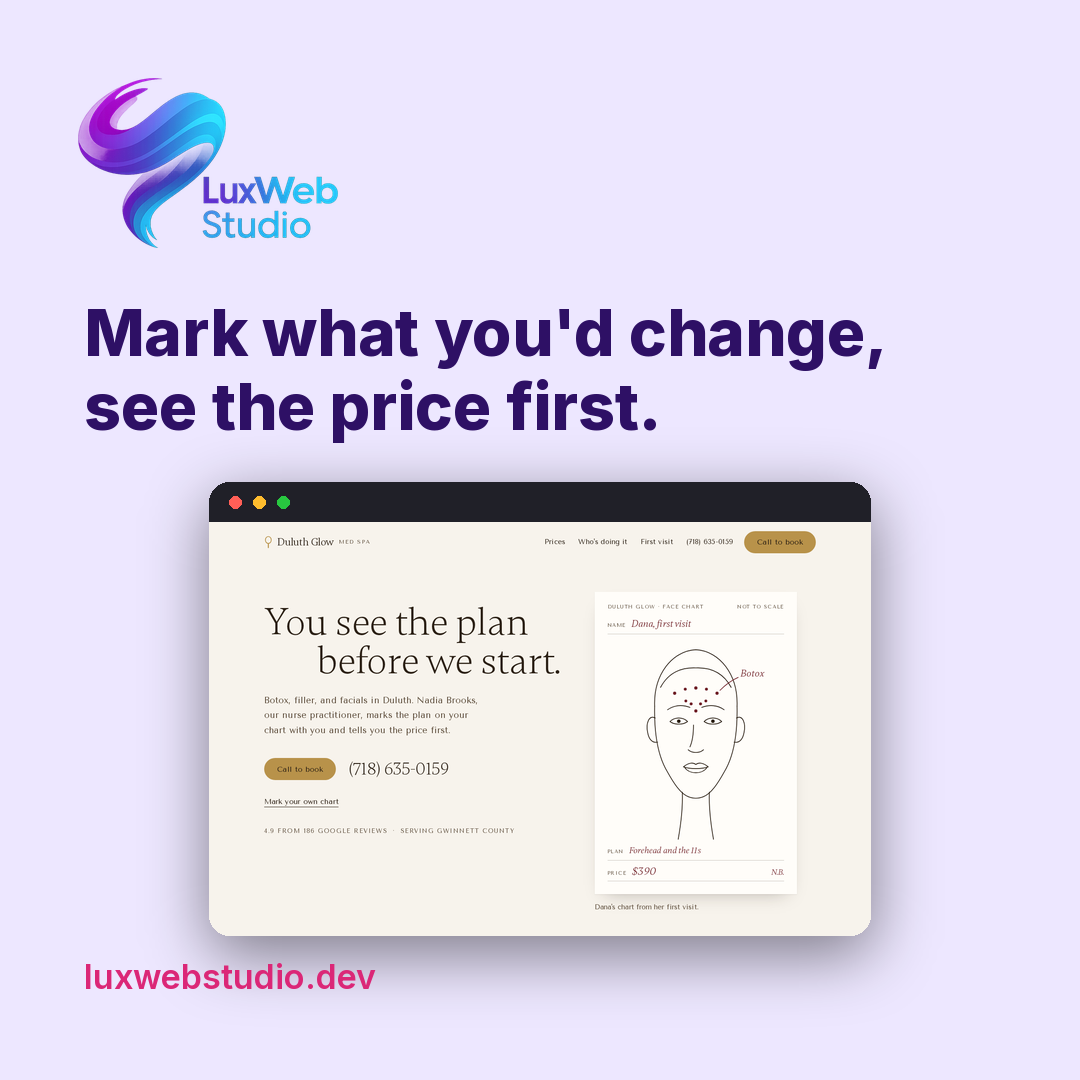 LuxWeb
Studio
Mark what you'd change,
see the price first.
Duluth Glow MED SPA
Prices Who's doing it First visit (718) 635-0159 Call to book
You see the plan
before we start.
Botox, filler, and facials in Duluth. Nadia Brooks,
our nurse practitioner, marks the plan on your
chart with you and tells you the price first.
Call to book (718) 635-0159
Mark your own chart
4.9 FROM 186 GOOGLE REVIEWS · SERVING GWINNETT COUNTY
DULUTH GLOW · FACE CHART NOT TO SCALE
NAME Dana, first visit
Botox
PLAN Forehead and the 11s
PRICE $390 N.B.
Dana's chart from her first visit.
luxwebstudio.dev